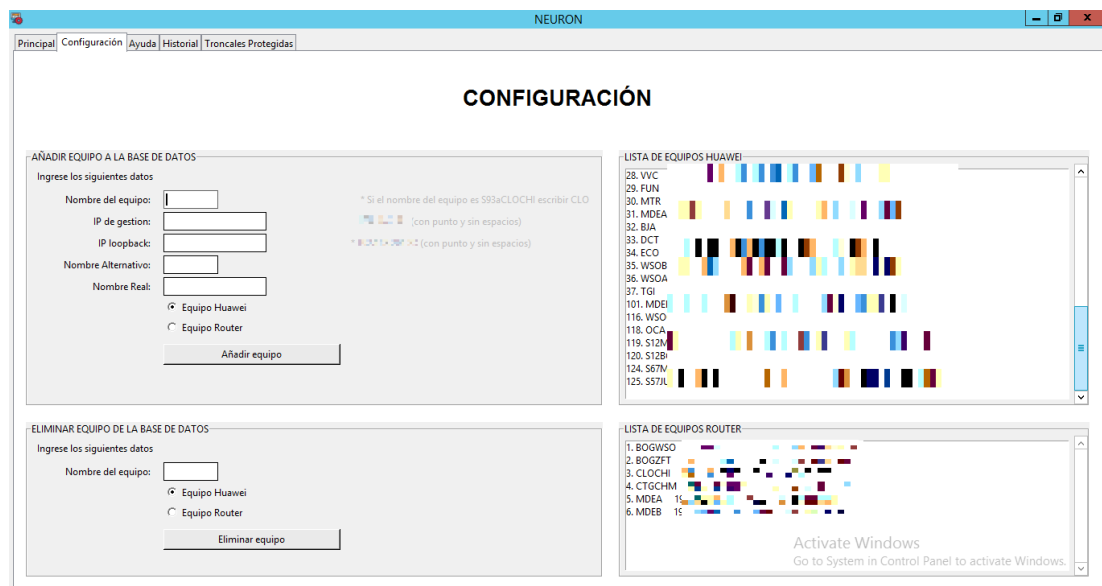 NEURON
Principal Configuración Ayuda Historial Troncales Protegidas
CONFIGURACIÓN
AÑADIR EQUIPO A LA BASE DE DATOS
Ingrese los siguientes datos
Nombre del equipo:
* Si el nombre del equipo es S93aCLOCHI escribir CLO
IP de gestion:
(con punto y sin espacios)
IP loopback:
(con punto y sin espacios)
Nombre Alternativo:
Nombre Real:
Equipo Huawei
Equipo Router
Añadir equipo
ELIMINAR EQUIPO DE LA BASE DE DATOS
Ingrese los siguientes datos
Nombre del equipo:
Equipo Huawei
Equipo Router
Eliminar equipo
LISTA DE EQUIPOS HUAWEI
28. VVC
29. FUN
30. MTR
31. MDEA
32. BJA
33. DCT
34. ECO
35. WSOB
36. WSOA
37. TGI
101.
116. WSO
118. OCA
119. S12M
120.
124.
125.
LISTA DE EQUIPOS ROUTER
1. BOGWSO
2. BOGZFT
3. CLOCHI
4. CTGCHM
5. MDEA 19
6. MDEB 19
Activate Windows
Go to System in Control Panel to activate Windows.